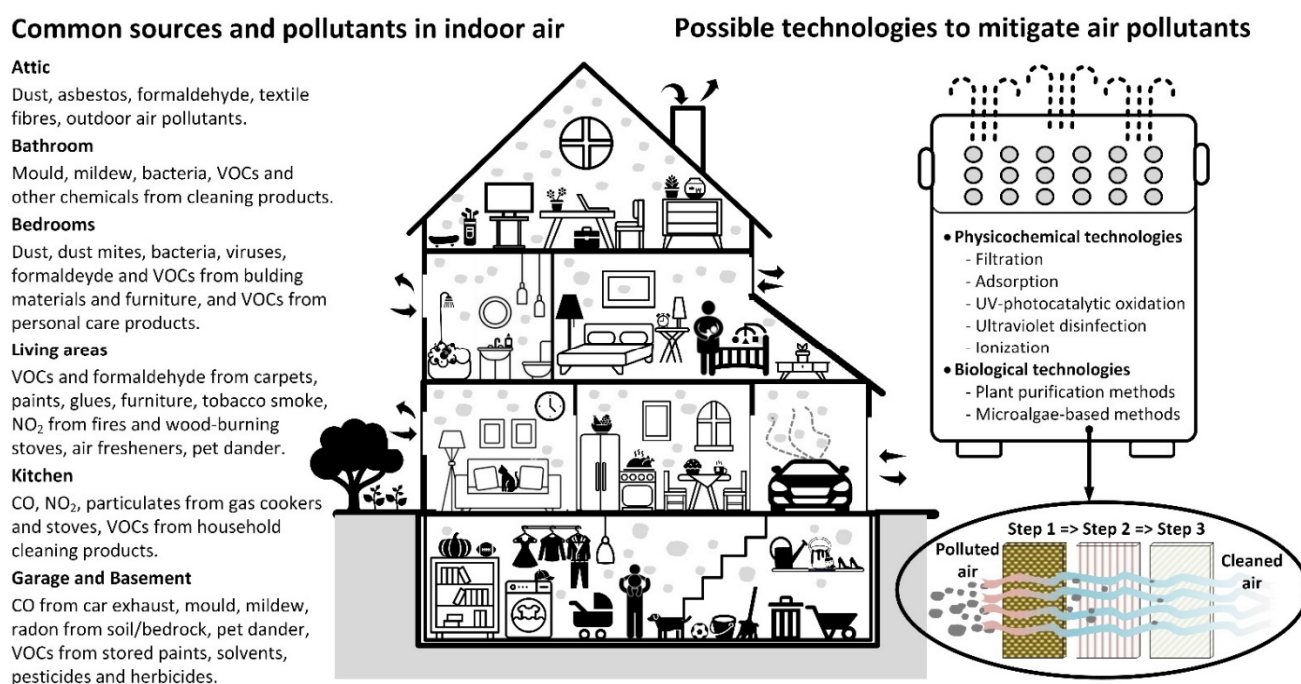 Common sources and pollutants in indoor air
Attic
Dust, asbestos, formaldehyde, textile
fibres, outdoor air pollutants.
Bathroom
Mould, mildew, bacteria, VOCs and
other chemicals from cleaning products.
Bedrooms
Dust, dust mites, bacteria, viruses,
formaldeyde and VOCs from bulding
materials and furniture, and VOCs from
personal care products.
Living areas
VOCs and formaldehyde from carpets,
paints, glues, furniture, tobacco smoke,
NO₂ from fires and wood-burning
stoves, air fresheners, pet dander.
Kitchen
CO, NO₂, particulates from gas cookers
and stoves, VOCs from household
cleaning products.
Garage and Basement
CO from car exhaust, mould, mildew,
radon from soil/bedrock, pet dander,
VOCs from stored paints, solvents,
pesticides and herbicides.
Possible technologies to mitigate air pollutants
• Physicochemical technologies
- Filtration
- Adsorption
- UV-photocatalytic oxidation
- Ultraviolet disinfection
- Ionization
• Biological technologies
- Plant purification methods
- Microalgae-based methods
Step 1 => Step 2 => Step 3
Polluted
air
Cleaned
air